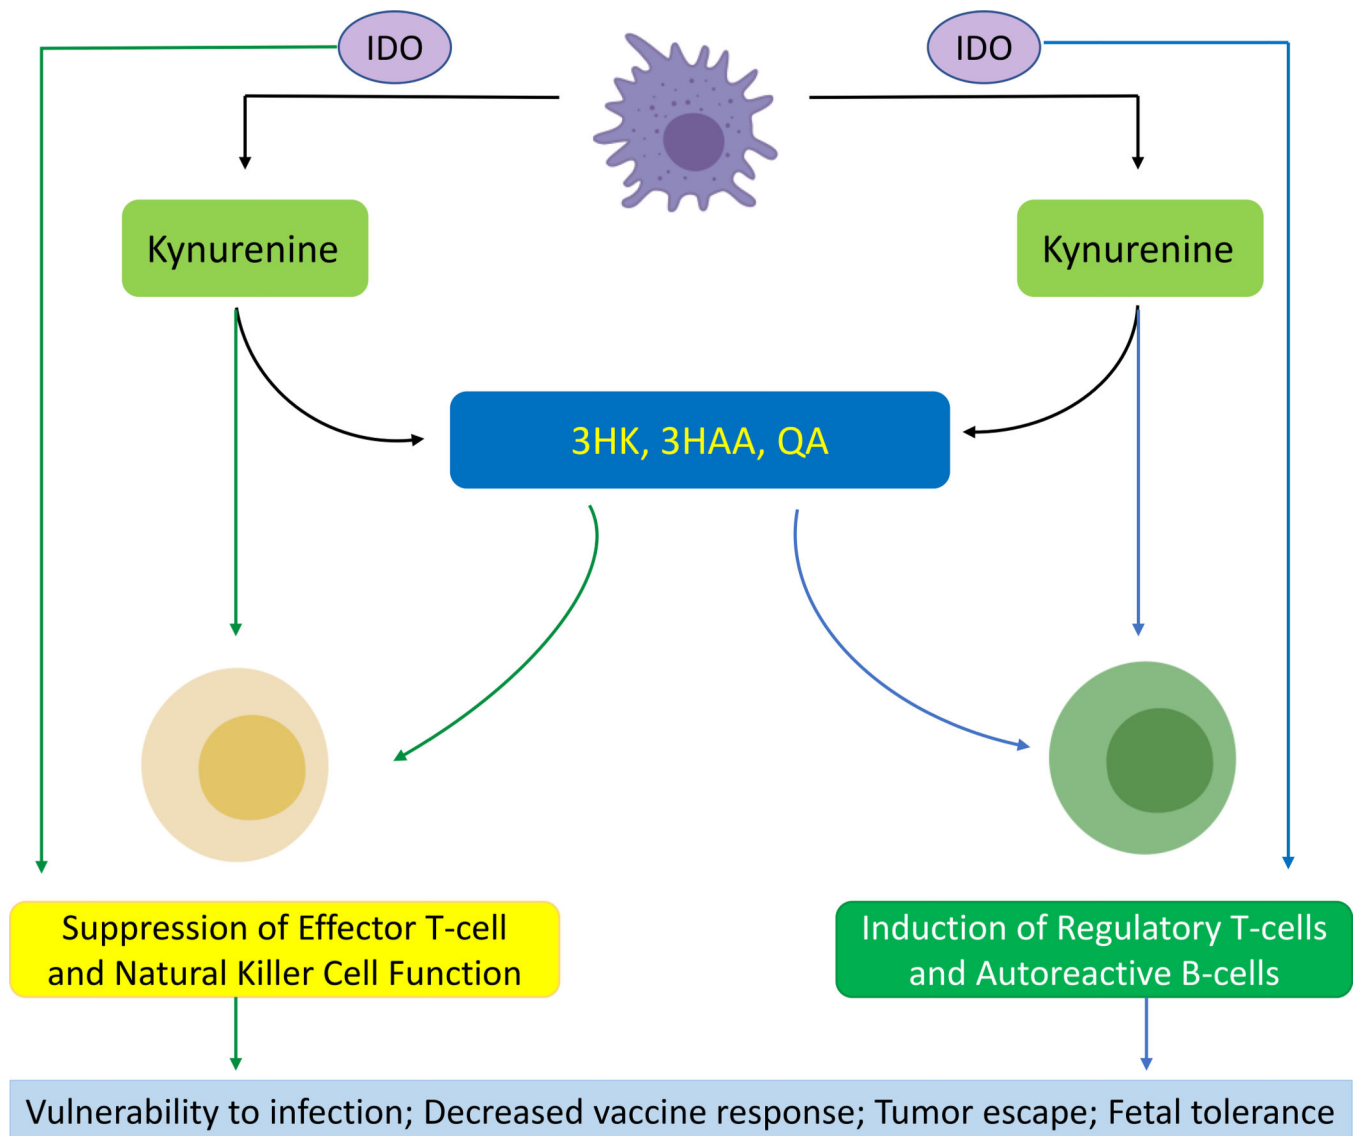 IDO
IDO
Kynurenine
Kynurenine
3HK, 3HAA, QA
Suppression of Effector T-cell
and Natural Killer Cell Function
Induction of Regulatory T-cells
and Autoreactive B-cells
Vulnerability to infection; Decreased vaccine response; Tumor escape; Fetal tolerance